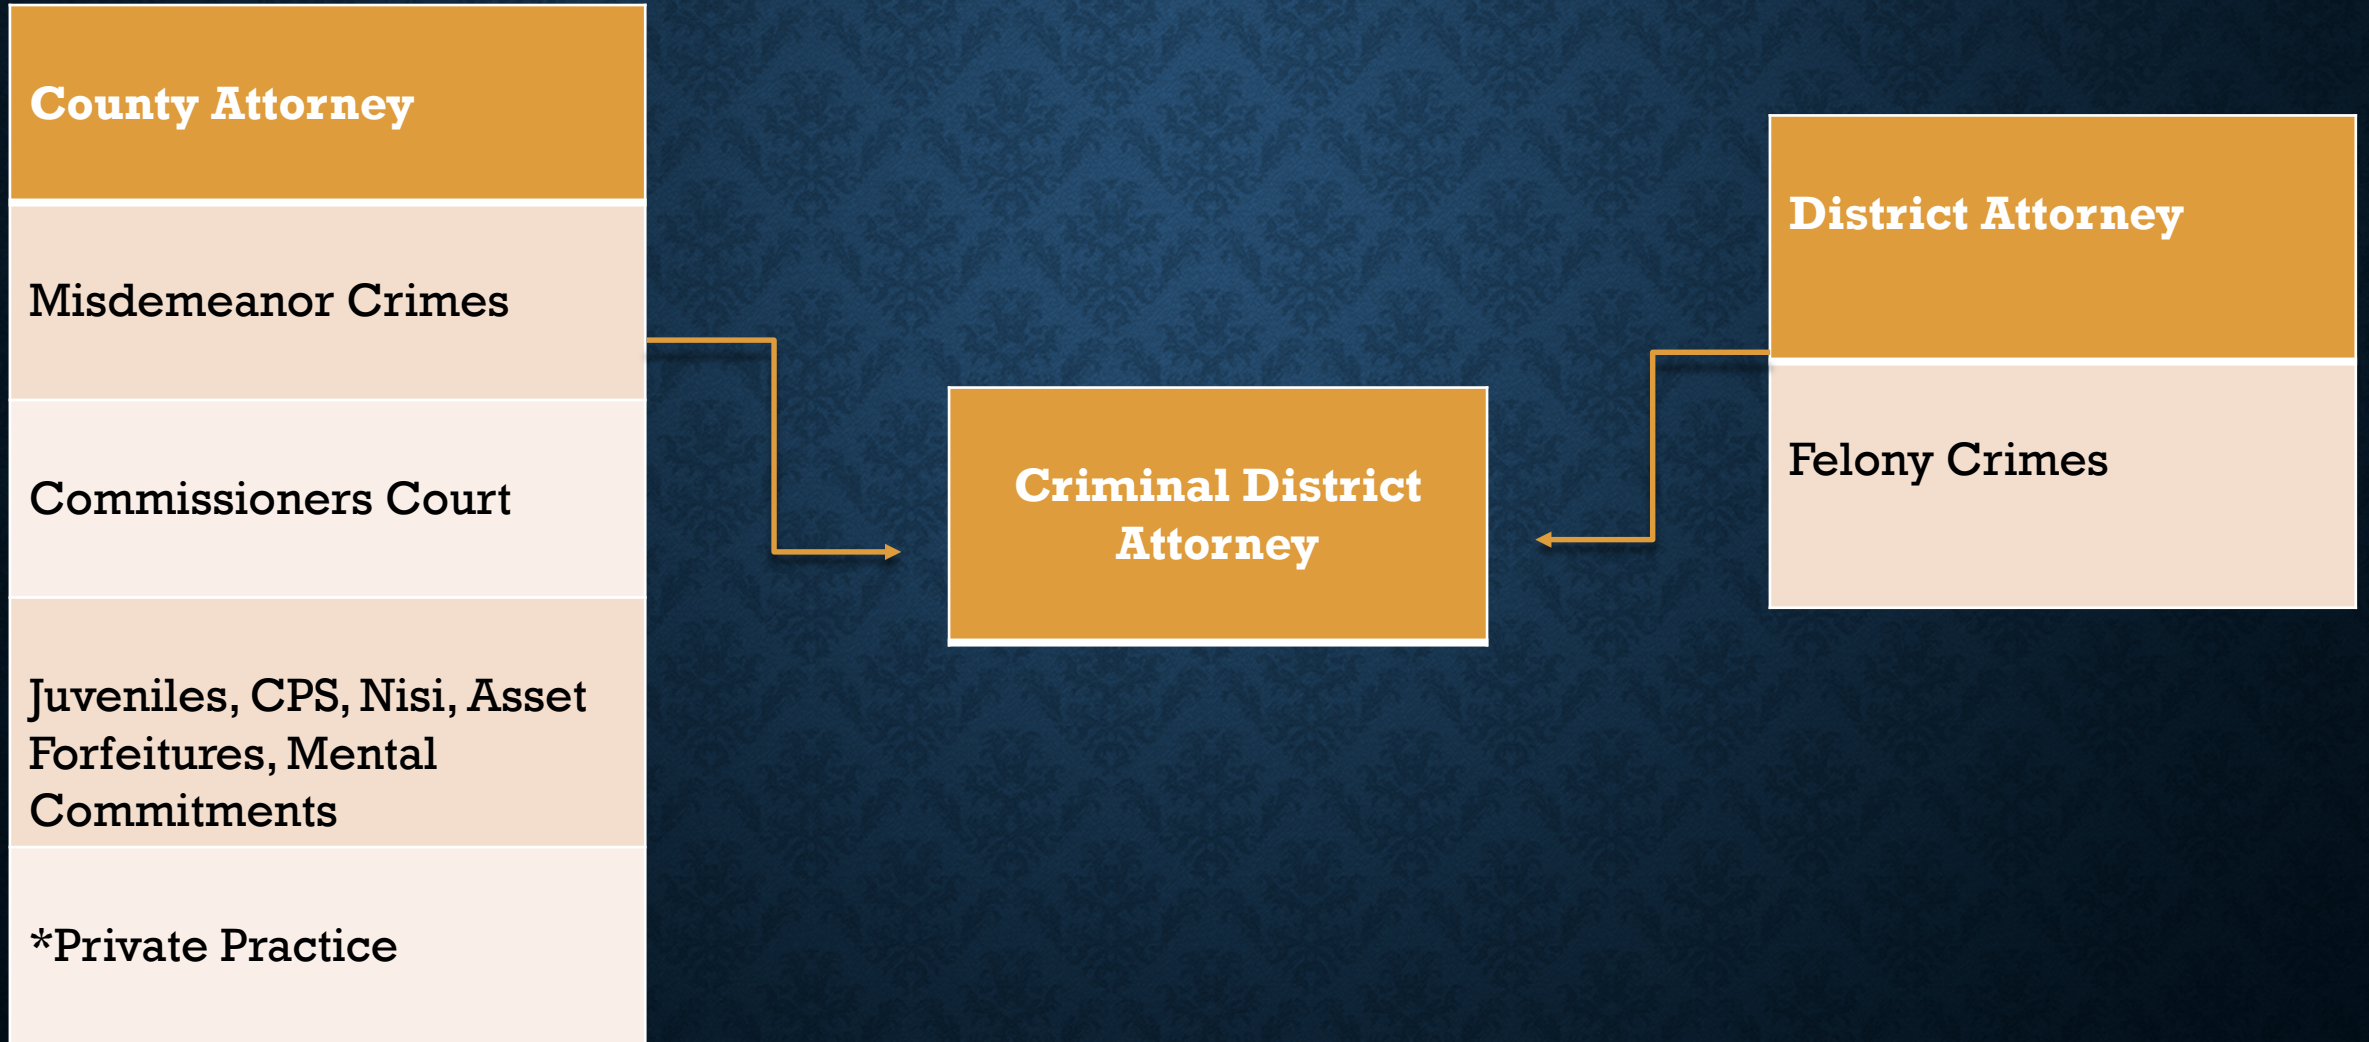 County Attorney
Misdemeanor Crimes
Commissioners Court
Juveniles, CPS, Nisi, Asset
Forfeitures, Mental
Commitments
*Private Practice
Criminal District
Attorney
District Attorney
Felony Crimes